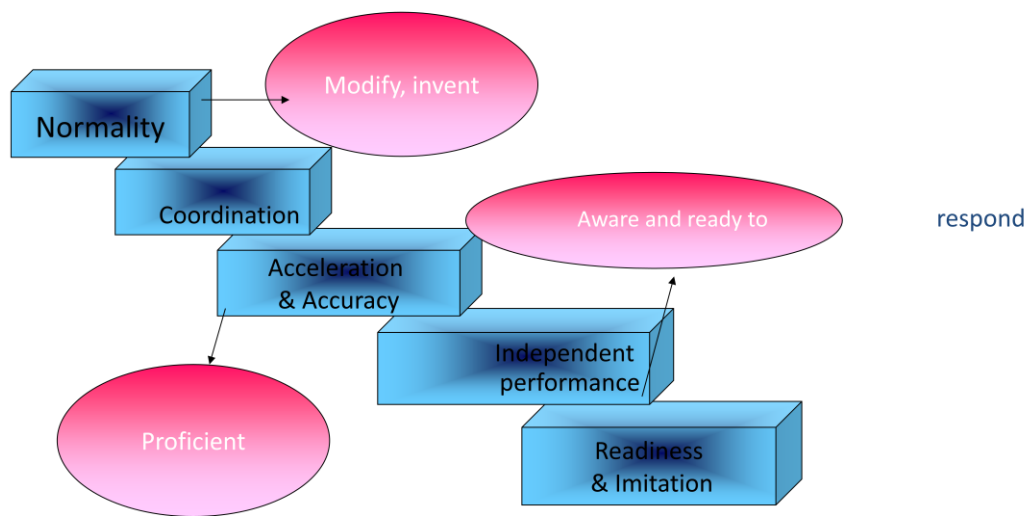 Modify, invent
Normality
Coordination
Aware and ready to respond
Acceleration
& Accuracy
Independent
performance
Proficient
Readiness
& Imitation